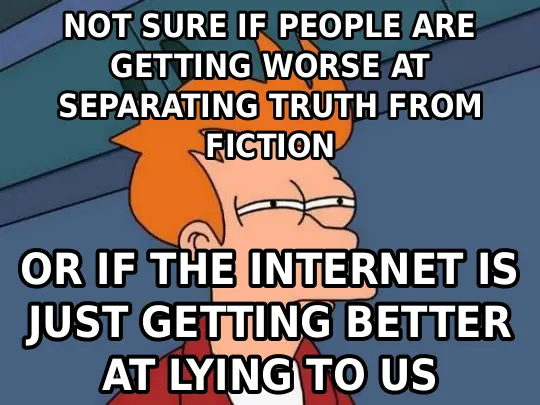 NOT SURE IF PEOPLE ARE
GETTING WORSE AT
SEPARATING TRUTH FROM
FICTION
OR IF THE INTERNET IS
JUST GETTING BETTER
AT LYING TO US